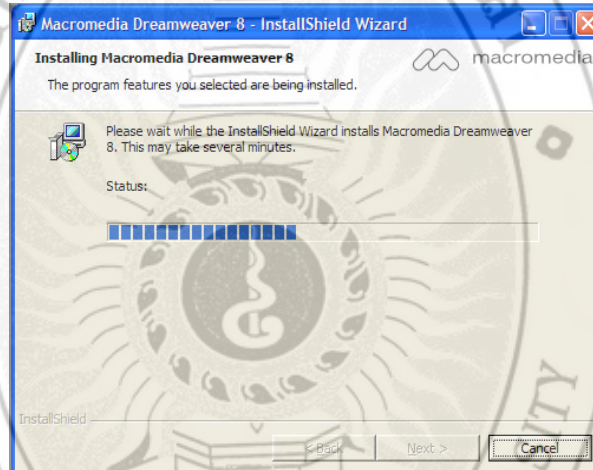 Macromedia Dreamweaver 8 - InstallShield Wizard
Installing Macromedia Dreamweaver 8
macromedia
The program features you selected are being installed.
Please wait while the InstallShield Wizard installs Macromedia Dreamweaver
8. This may take several minutes.
Status:
InstallShield
< Back
Next >
Cancel